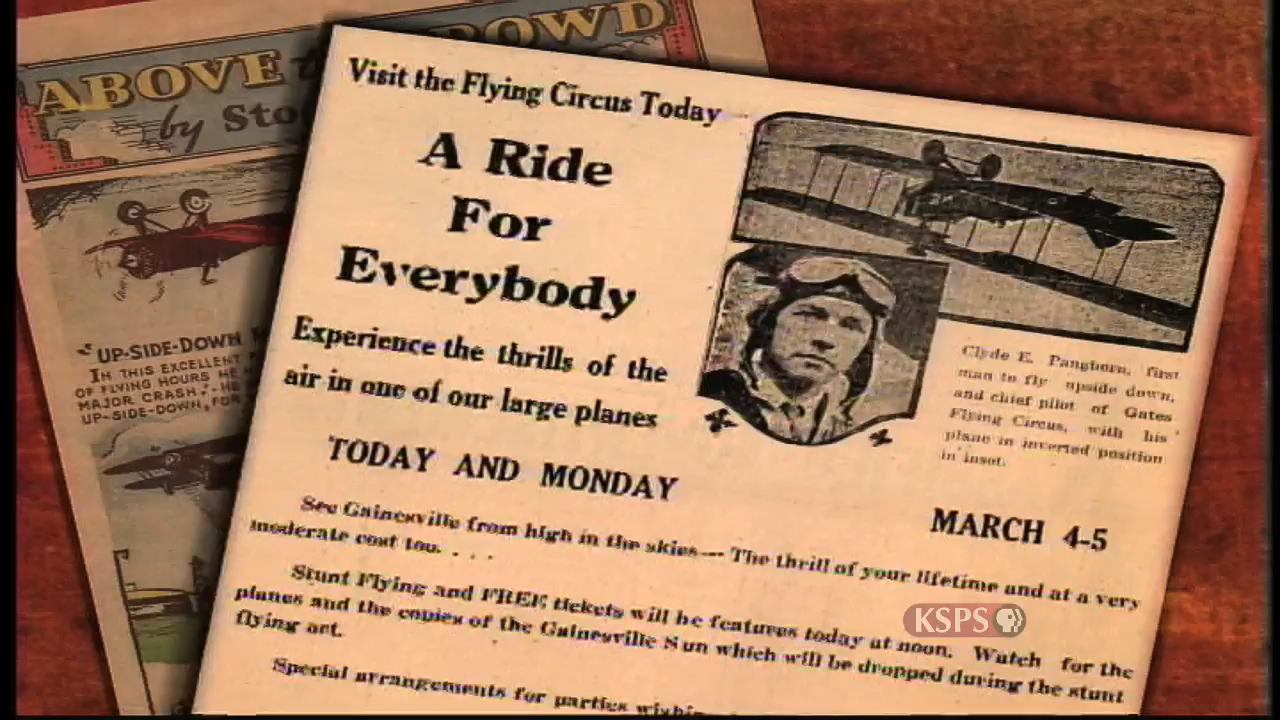 ABOVE the CROWD
by Sto
UP-SIDE-DOWN
IN THIS EXCELLENT
OF FLYING HOURS HE
MAJOR CRASH. HE
UP-SIDE-DOWN, FOR
Visit the Flying Circus Today
A Ride
For
Everybody
Experience the thrills of the
air in one of our large planes
TODAY AND MONDAY
Clyde E. Pangborn, first
man to fly upside down,
and chief pilot of Gates
Flying Circus, with his
plane in inverted position
in inset.
MARCH 4-5
See Gainesville from high in the skies— The thrill of your lifetime and at a very
moderate cost too. . . .
Stunt Flying and FREE tickets will be features today at noon. Watch for the
planes and the copies of the Gainesville Sun which will be dropped during the stunt
flying act.
Special arrangements for parties wishin
KSPS